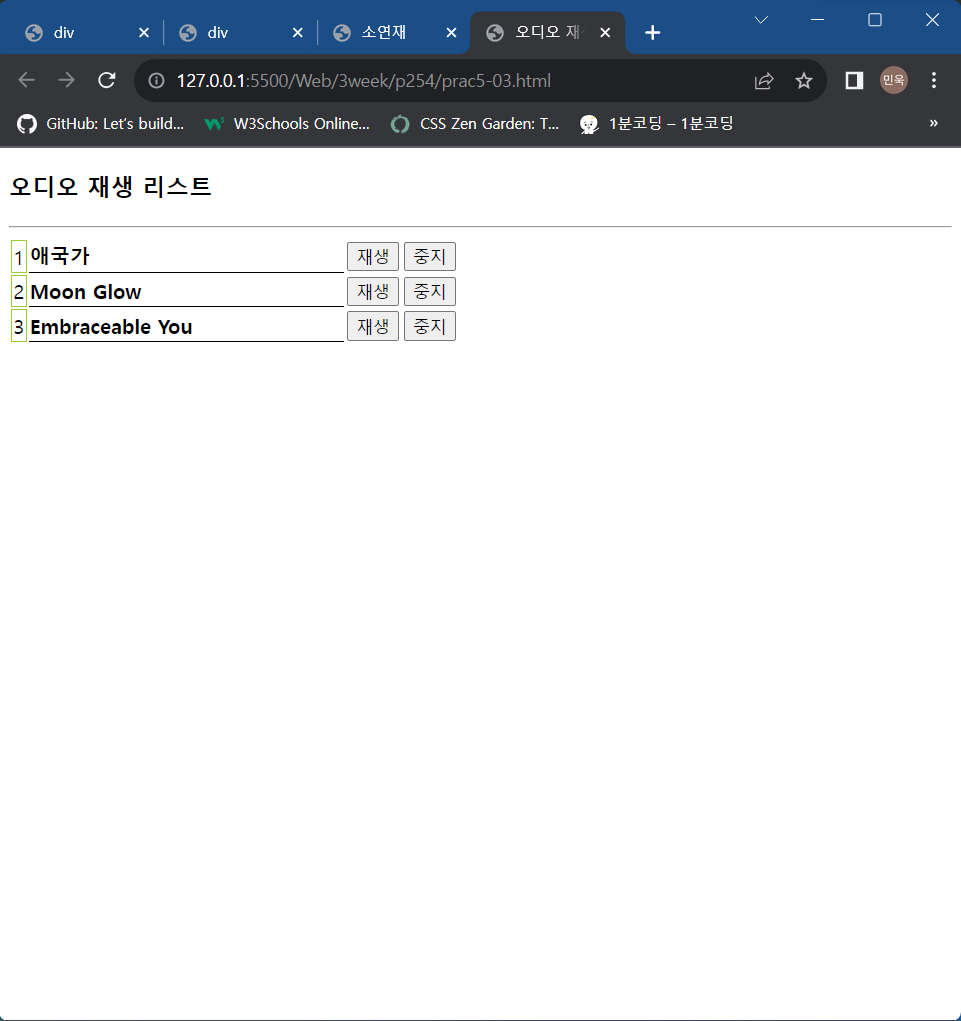 div div 소연재 오디오 재
127.0.0.1:5500/Web/3week/p254/prac5-03.html 민욱
GitHub: Let's build... W3Schools Online... CSS Zen Garden: T... 1분코딩 – 1분코딩 »
오디오 재생 리스트
1 애국가 재생 중지
2 Moon Glow 재생 중지
3 Embraceable You 재생 중지